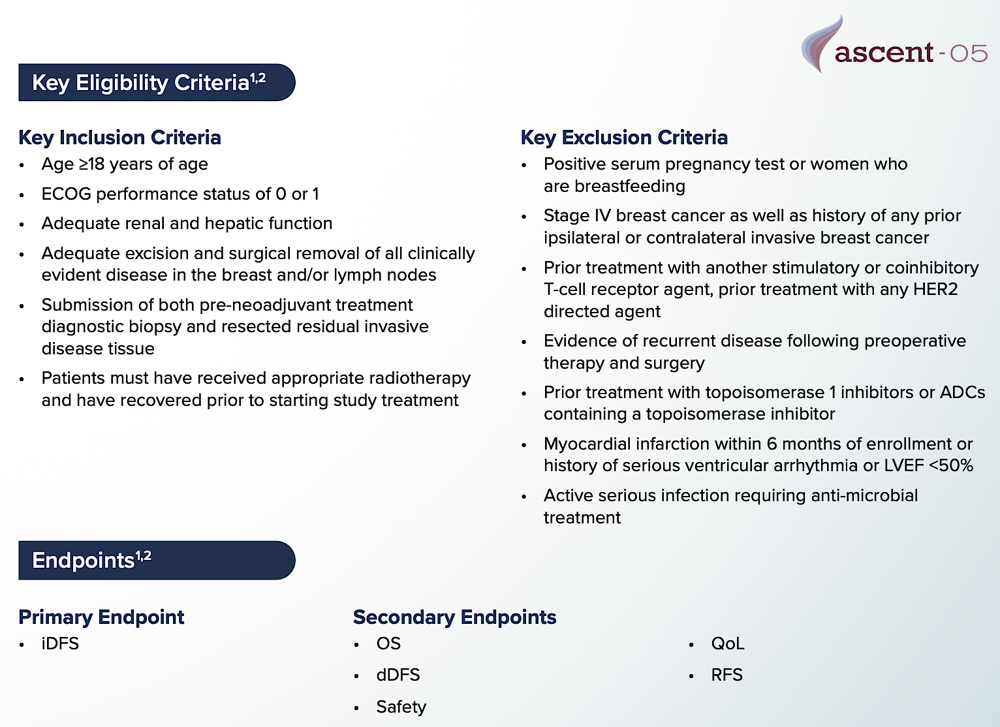 ascent-05
Key Eligibility Criteria1,2
Key Inclusion Criteria
• Age ≥18 years of age
• ECOG performance status of 0 or 1
• Adequate renal and hepatic function
• Adequate excision and surgical removal of all clinically
evident disease in the breast and/or lymph nodes
• Submission of both pre-neoadjuvant treatment
diagnostic biopsy and resected residual invasive
disease tissue
• Patients must have received appropriate radiotherapy
and have recovered prior to starting study treatment
Key Exclusion Criteria
• Positive serum pregnancy test or women who
are breastfeeding
• Stage IV breast cancer as well as history of any prior
ipsilateral or contralateral invasive breast cancer
• Prior treatment with another stimulatory or coinhibitory
T-cell receptor agent, prior treatment with any HER2
directed agent
• Evidence of recurrent disease following preoperative
therapy and surgery
• Prior treatment with topoisomerase 1 inhibitors or ADCs
containing a topoisomerase inhibitor
• Myocardial infarction within 6 months of enrollment or
history of serious ventricular arrhythmia or LVEF <50%
• Active serious infection requiring anti-microbial
treatment
Endpoints1,2
Primary Endpoint
• iDFS
Secondary Endpoints
• OS
• dDFS
• Safety
• QoL
• RFS